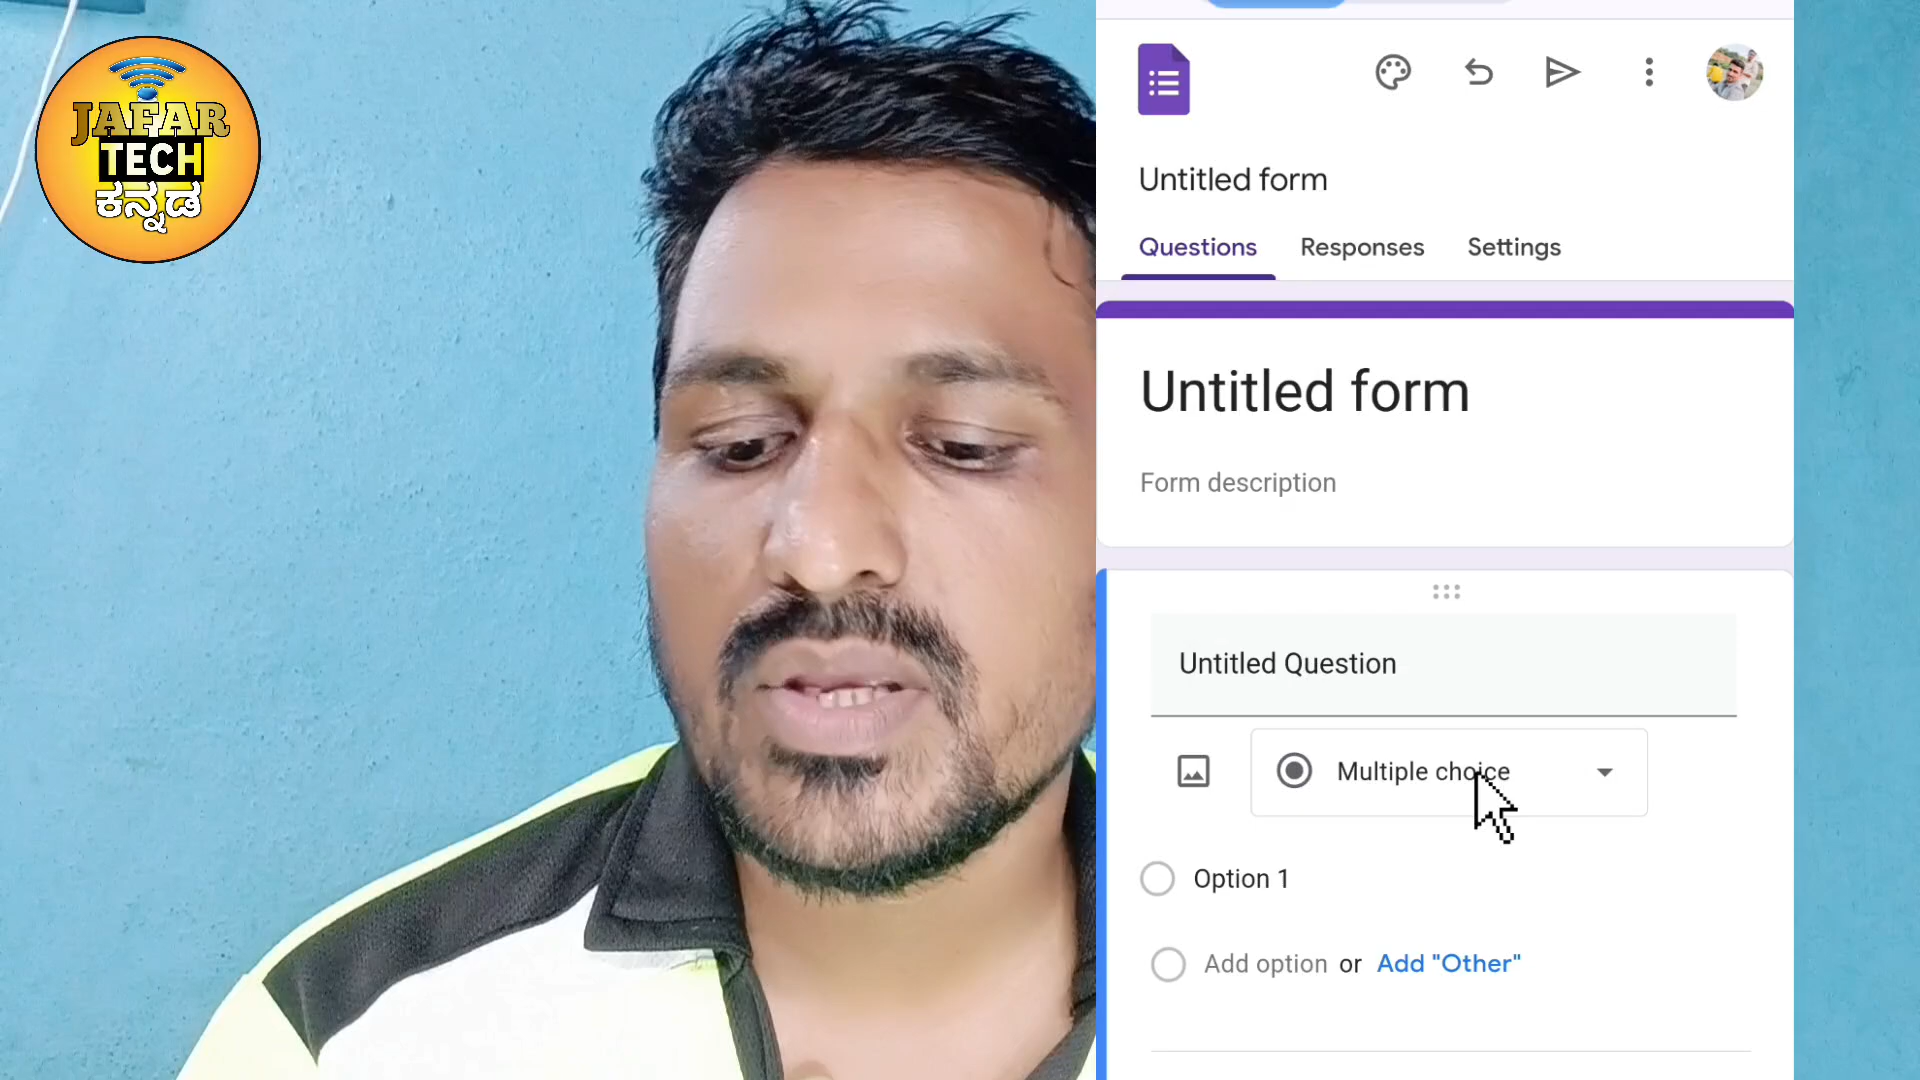 JAFAR
TECH
ಕನ್ನಡ
Untitled form
Questions Responses Settings
Untitled form
Form description
Untitled Question
Multiple choice
Option 1
Add option or Add "Other"